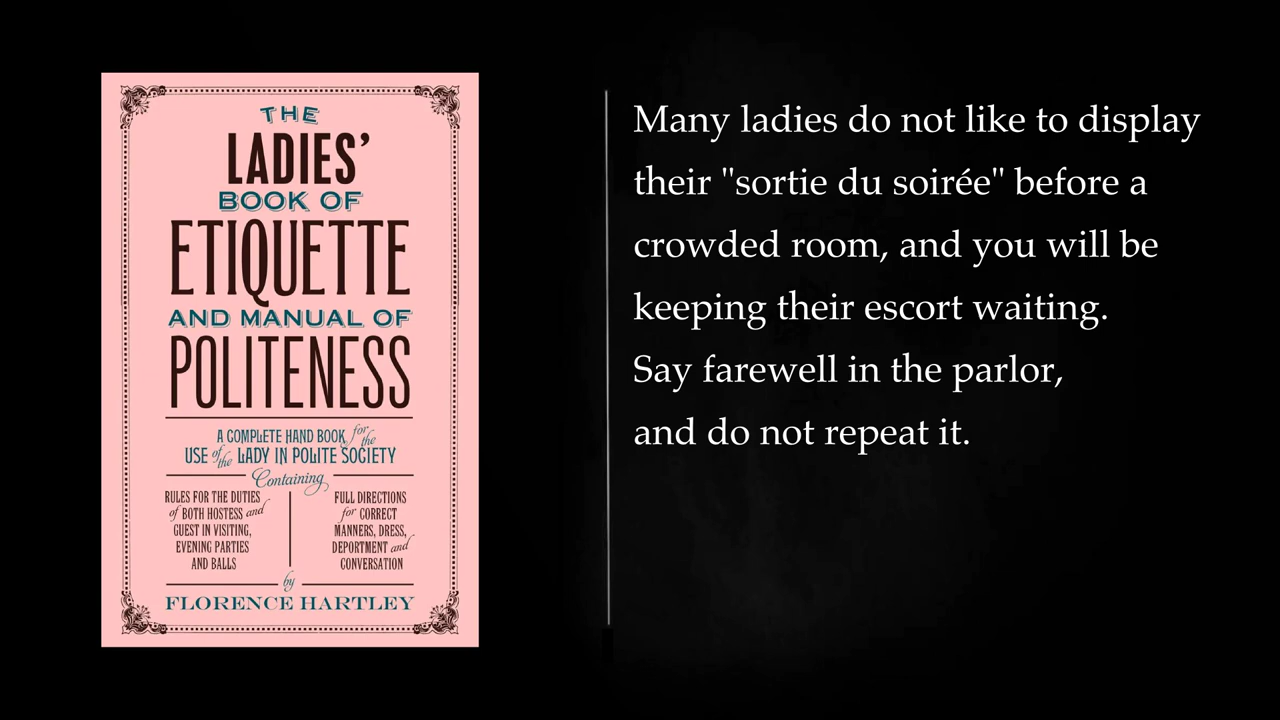 THE
LADIES'
BOOK OF
ETIQUETTE
AND MANUAL OF
POLITENESS
A COMPLETE HAND BOOK for the
USE of the LADY IN POLITE SOCIETY
Containing
RULES FOR THE DUTIES
of BOTH HOSTESS and
GUEST IN VISITING,
EVENING PARTIES
AND BALLS
FULL DIRECTIONS
for CORRECT
MANNERS, DRESS,
DEPORTMENT and
CONVERSATION
by
FLORENCE HARTLEY
Many ladies do not like to display
their "sortie du soirée" before a
crowded room, and you will be
keeping their escort waiting.
Say farewell in the parlor,
and do not repeat it.